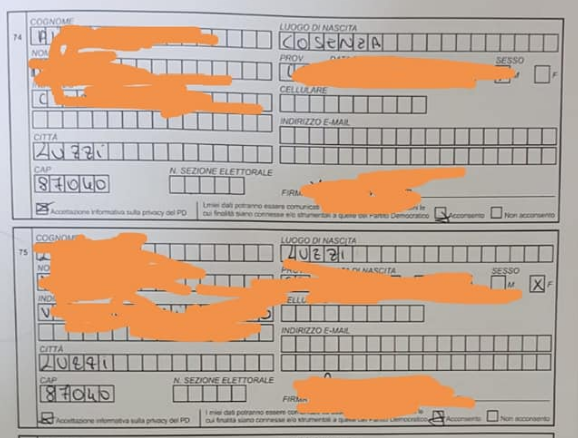 74
COGNOME
LUOGO DI NASCITA
COSENZA
PROV.
SESSO
M F
CELLULARE
INDIRIZZO E-MAIL
CITTÀ
LUZZI
CAP
N. SEZIONE ELETTORALE
87040
Accettazione informativa sulla privacy del PD
I miei dati potranno essere comunicati
cui finalità siano connesse e/o strumentali a quelle del Partito Democratico
Acconsento
Non acconsento
75
COGNOME
LUOGO DI NASCITA
LUZZI
DI NASCITA
SESSO
M X F
INDIRIZZO E-MAIL
CITTÀ
LUZZI
CAP
N. SEZIONE ELETTORALE
87040
Accettazione informativa sulla privacy del PD
I miei dati potranno essere
cui finalità siano connesse e/o strumentali a quelle del Partito Democratico
Acconsento
Non acconsento